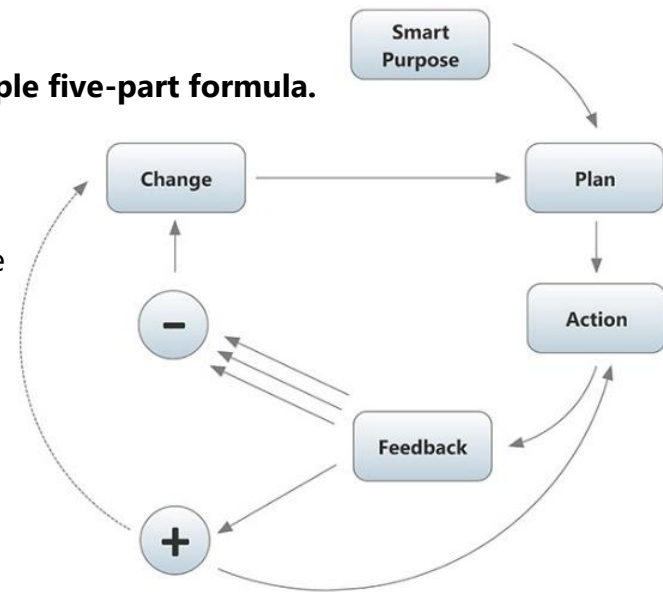 Smart
Purpose
ple five-part formula.
Change
Plan
e
−
Action
Feedback
+